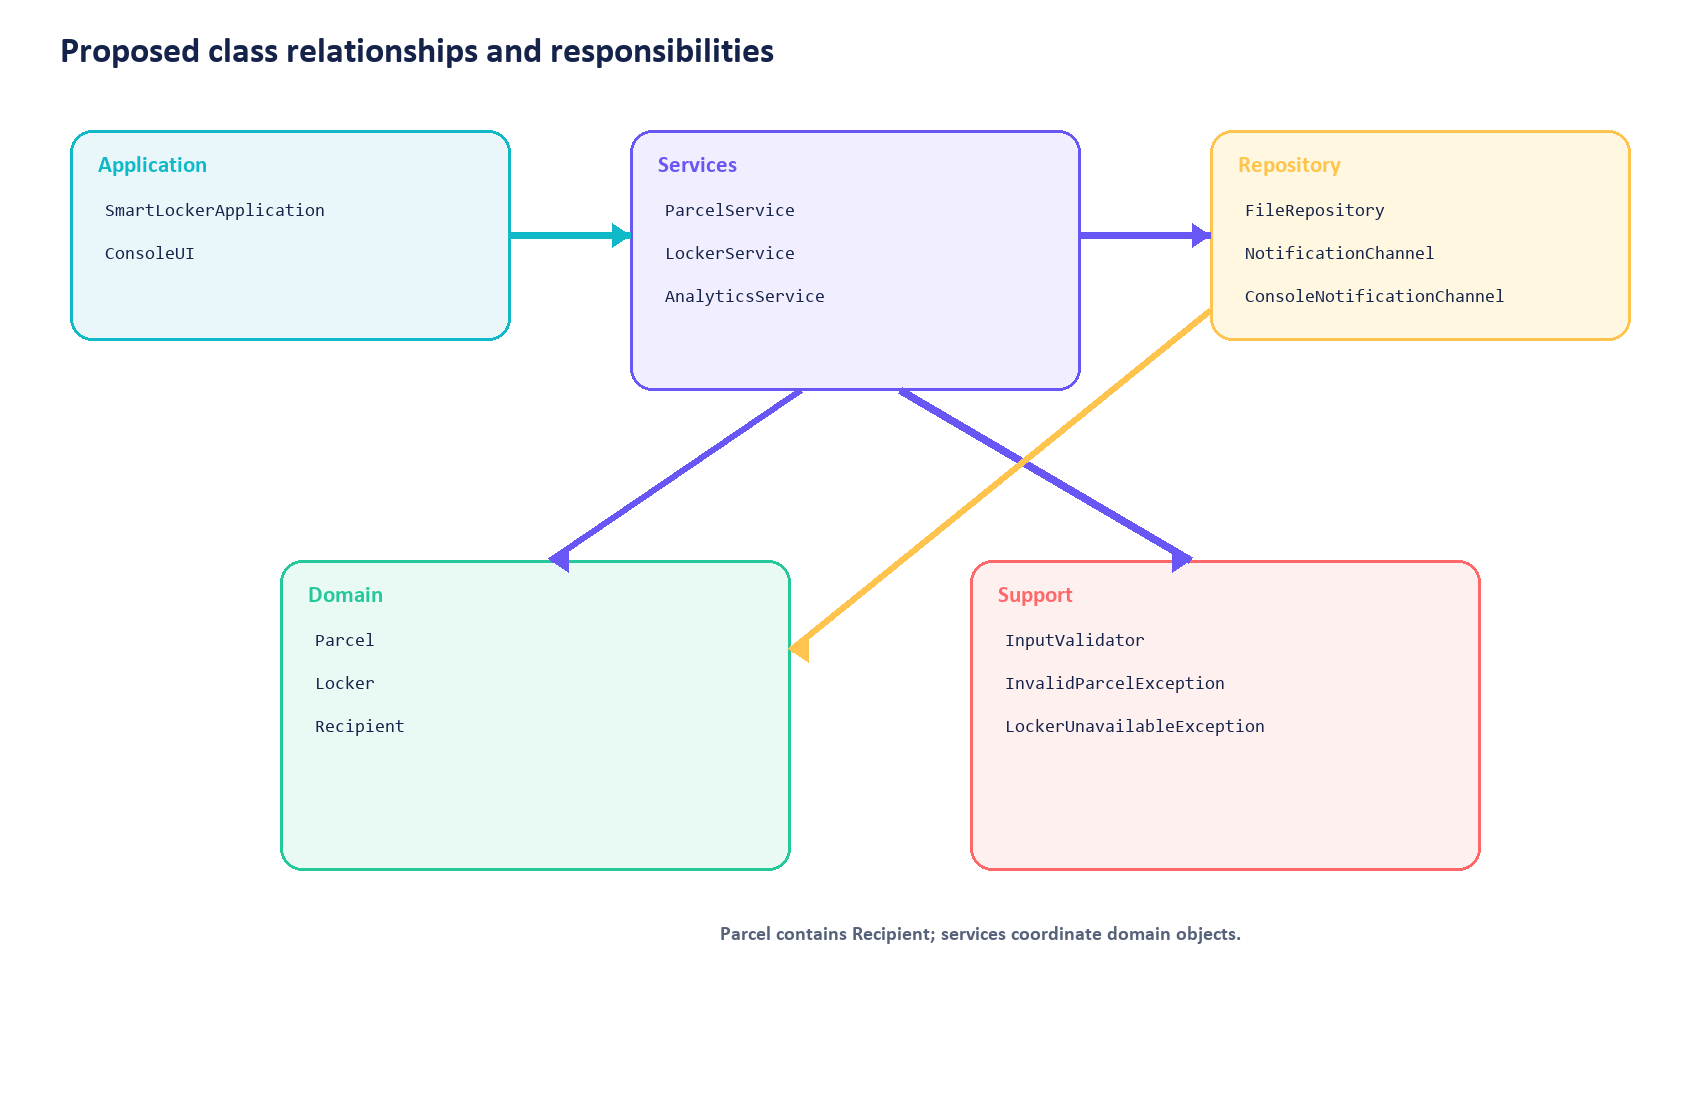 Proposed class relationships and responsibilities
Application
SmartLockerApplication
ConsoleUI
Services
ParcelService
LockerService
AnalyticsService
Repository
FileRepository
NotificationChannel
ConsoleNotificationChannel
Domain
Parcel
Locker
Recipient
Support
InputValidator
InvalidParcelException
LockerUnavailableException
Parcel contains Recipient; services coordinate domain objects.